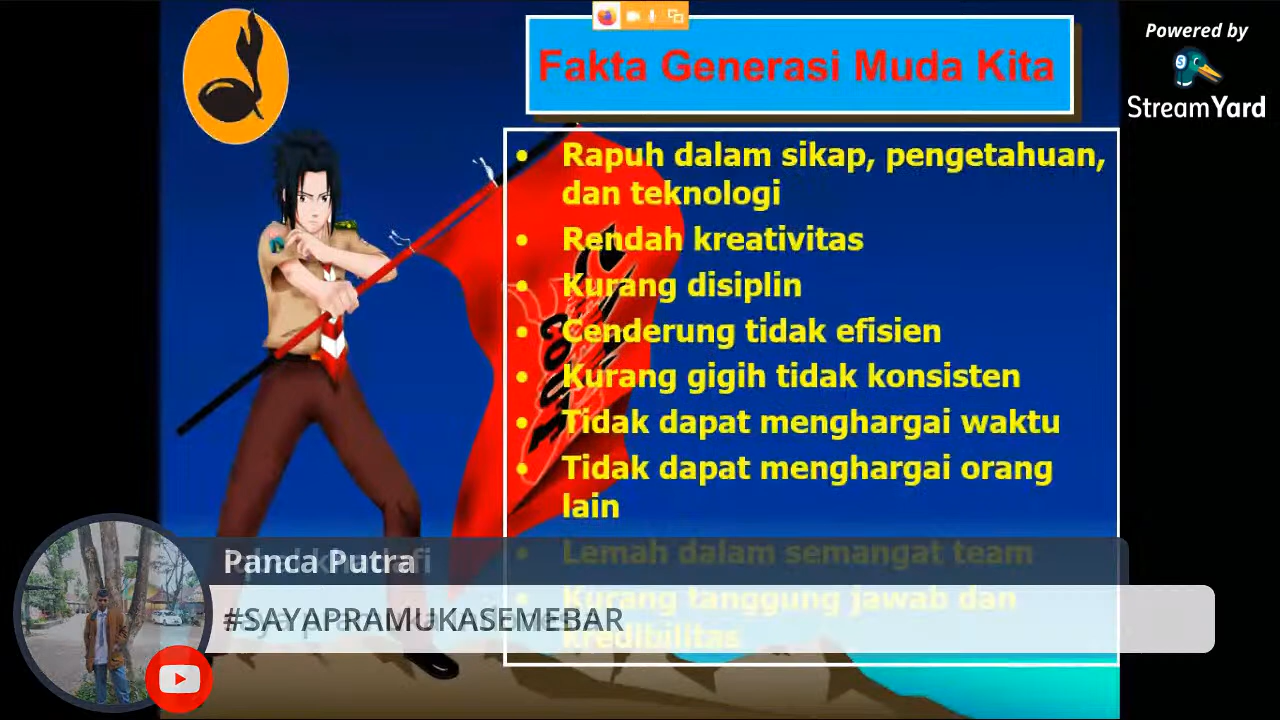 Powered by
StreamYard
Fakta Generasi Muda Kita
Rapuh dalam sikap, pengetahuan,
dan teknologi
Rendah kreativitas
Kurang disiplin
Cenderung tidak efisien
Kurang gigih tidak konsisten
Tidak dapat menghargai waktu
Tidak dapat menghargai orang
lain
Lemah dalam semangat team
Kurang tanggung jawab dan
kredibilitas
Panca Putra
#SAYAPRAMUKASEMEBAR